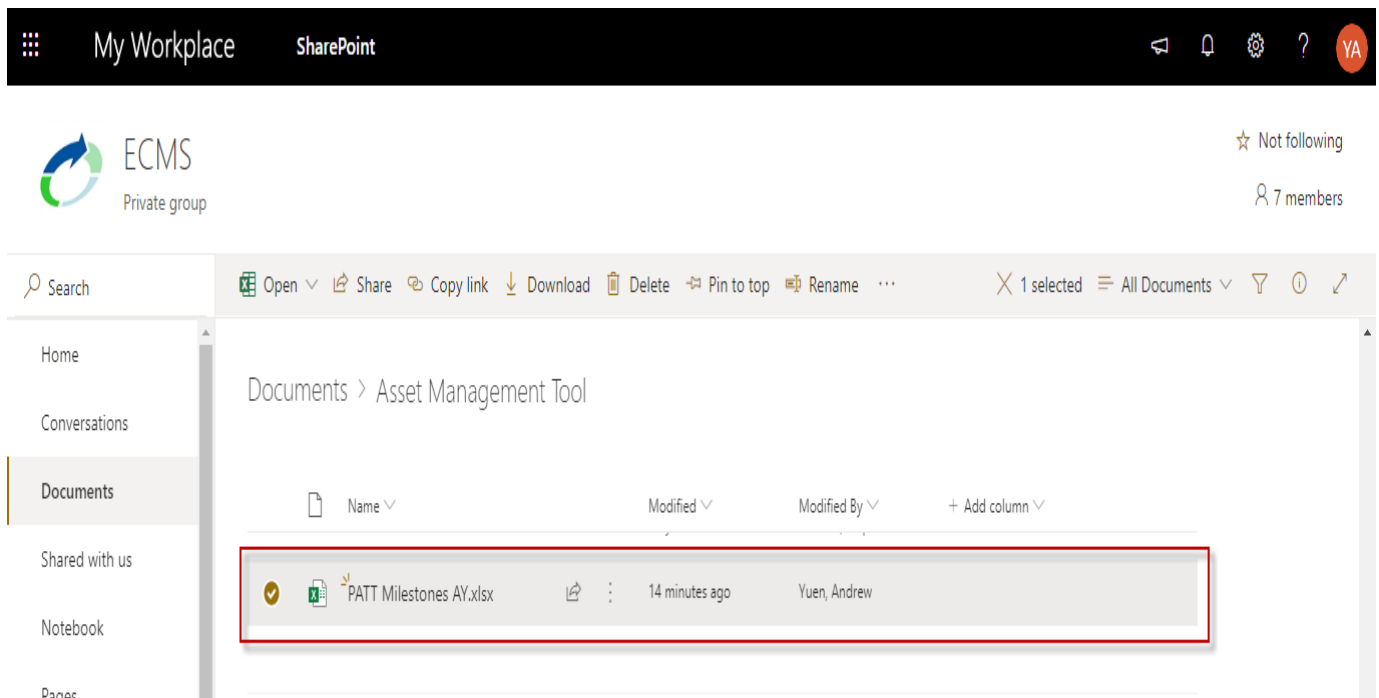 My Workplace SharePoint ? YA
ECMS
Private group
Not following
7 members
Search
Open Share Copy link Download Delete Pin to top Rename ··· 1 selected All Documents
Home
Conversations
Documents
Shared with us
Notebook
Pages
Documents > Asset Management Tool
Name Modified Modified By + Add column
PATT Milestones AY.xlsx 14 minutes ago Yuen, Andrew